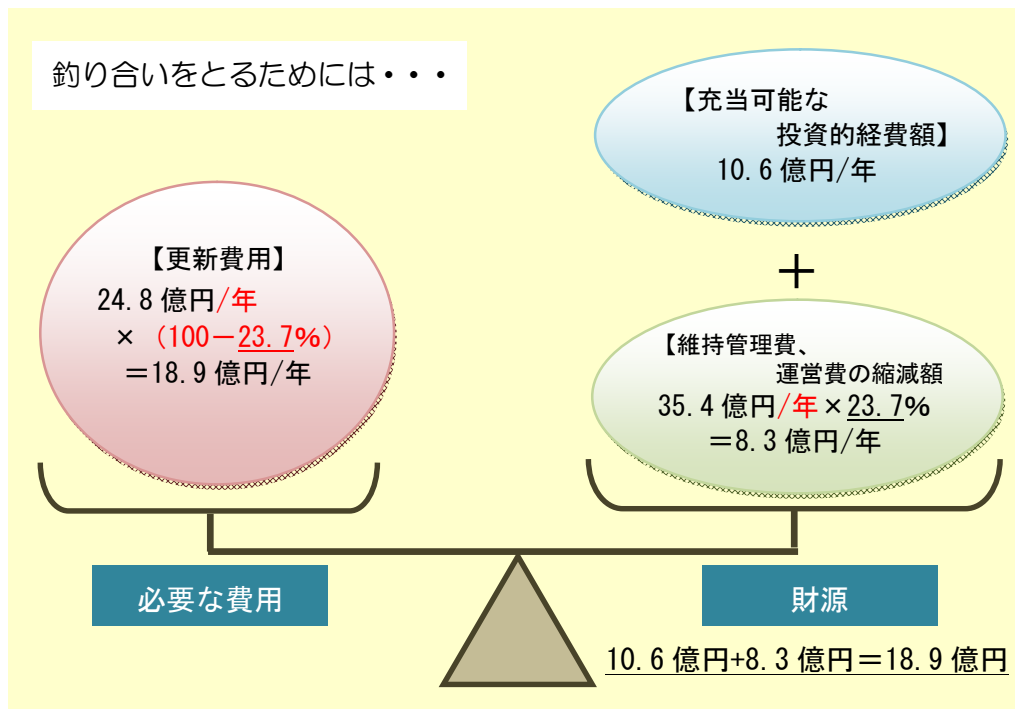 釣り合いをとるためには・・・
【更新費用】
24.8 億円/年
×（100－23.7%）
＝18.9 億円/年
【充当可能な
投資的経費額】
10.6 億円/年
＋
【維持管理費、
運営費の縮減額
35.4 億円/年×23.7%
＝8.3 億円/年
必要な費用
財源
10.6 億円+8.3 億円＝18.9 億円